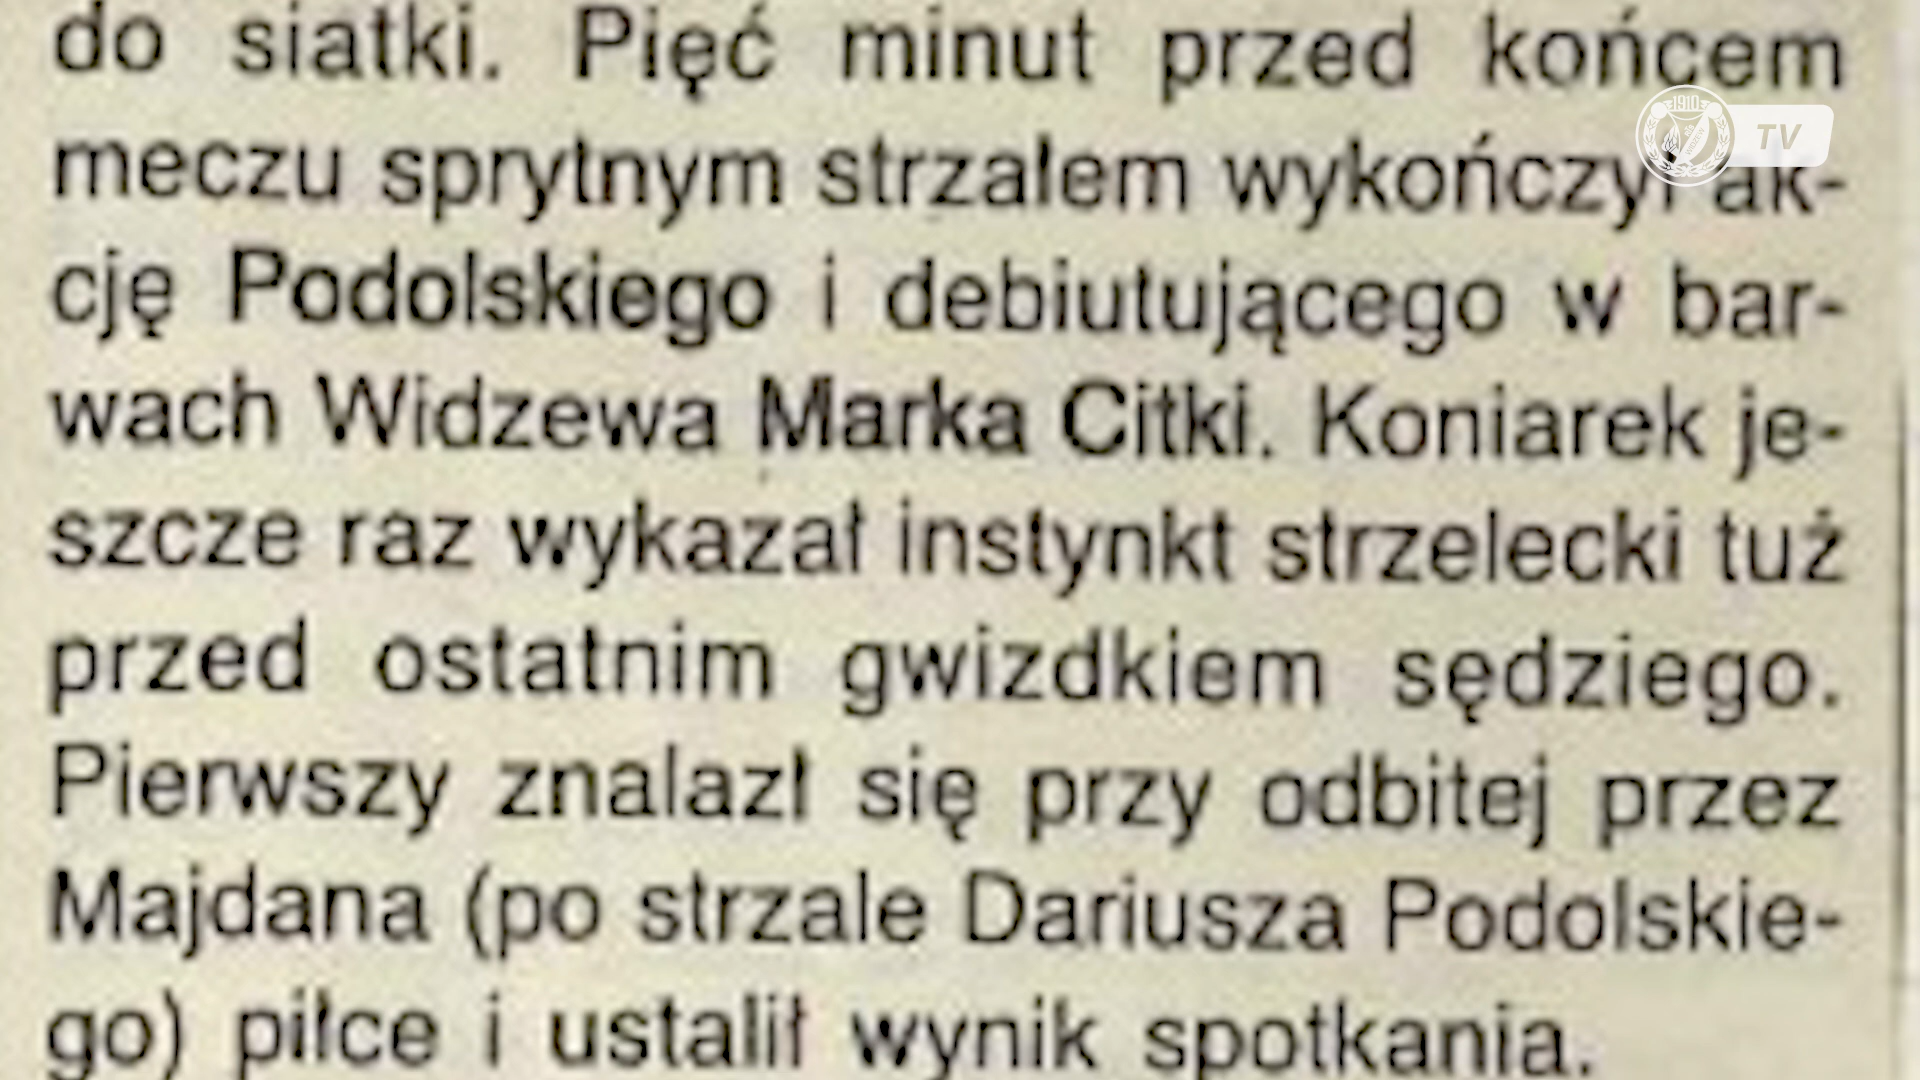 do siatki. Pięć minut przed końcem
meczu sprytnym strzałem wykończył ak-
cję Podolskiego i debiutującego w bar-
wach Widzewa Marka Citki. Koniarek je-
szcze raz wykazał instynkt strzelecki tuż
przed ostatnim gwizdkiem sędziego.
Pierwszy znalazł się przy odbitej przez
Majdana (po strzale Dariusza Podolskie-
go) piłce i ustalił wynik spotkania.
1910
TV